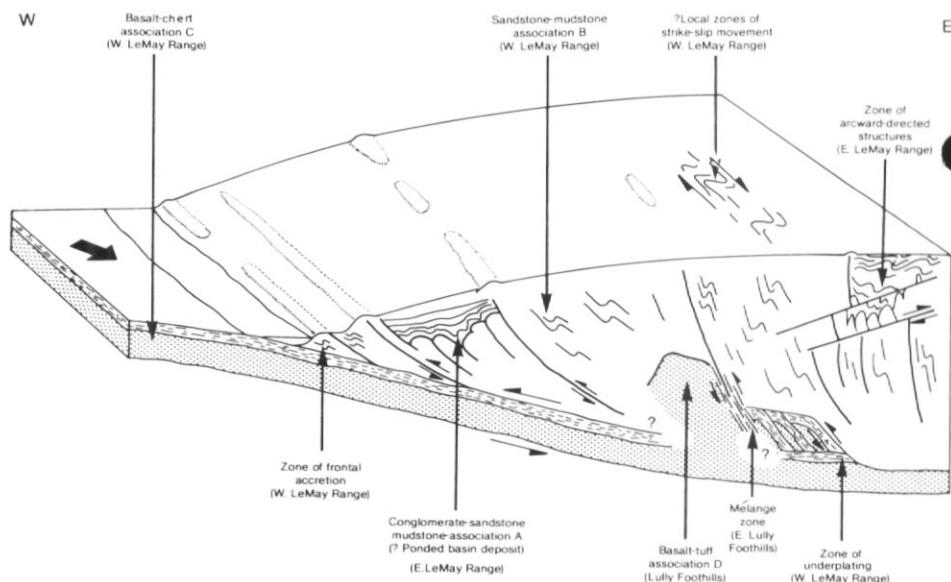 W
E
Basalt-chert
association C
(W. LeMay Range)
Sandstone-mudstone
association B
(W. LeMay Range)
?Local zones of
strike-slip movement
(W. LeMay Range)
Zone of
arcward-directed
structures
(E. LeMay Range)
?
?
Zone of frontal
accretion
(W. LeMay Range)
Conglomerate-sandstone
mudstone-association A
(? Ponded basin deposit)
(E.LeMay Range)
Basalt-tuff
association D
(Lully Foothills)
Mélange
zone
(E. Lully
Foothills)
Zone of
underplating
(W. LeMay Range)